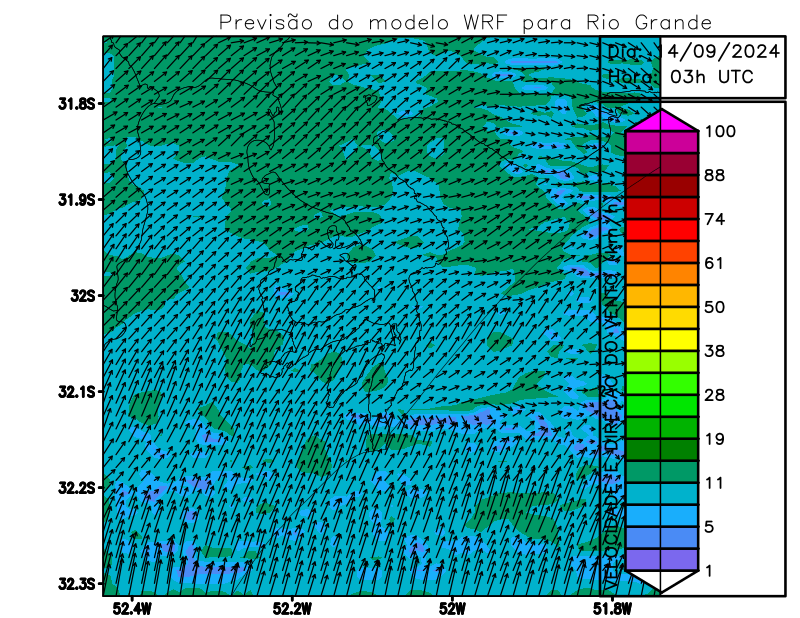 Previsão do modelo WRF para Rio Grande
Dia: 14/09/2024
Hora: 03h UTC
VELOCIDADE E DIREÇÃO DO VENTO (km/h)
100
88
74
61
50
38
28
19
11
5
1
31.8S
31.9S
32S
32.1S
32.2S
32.3S
52.4W
52.2W
52W
51.8W